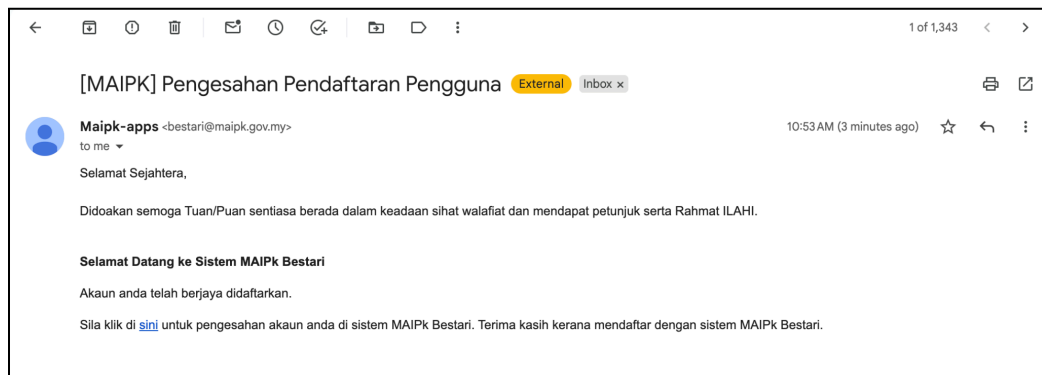 1 of 1,343
[MAIPK] Pengesahan Pendaftaran Pengguna External Inbox ×
Maipk-apps <bestari@maipk.gov.my> 10:53 AM (3 minutes ago)
to me
Selamat Sejahtera,
Didoakan semoga Tuan/Puan sentiasa berada dalam keadaan sihat walafiat dan mendapat petunjuk serta Rahmat ILAHI.
Selamat Datang ke Sistem MAIPk Bestari
Akaun anda telah berjaya didaftarkan.
Sila klik di sini untuk pengesahan akaun anda di sistem MAIPk Bestari. Terima kasih kerana mendaftar dengan sistem MAIPk Bestari.